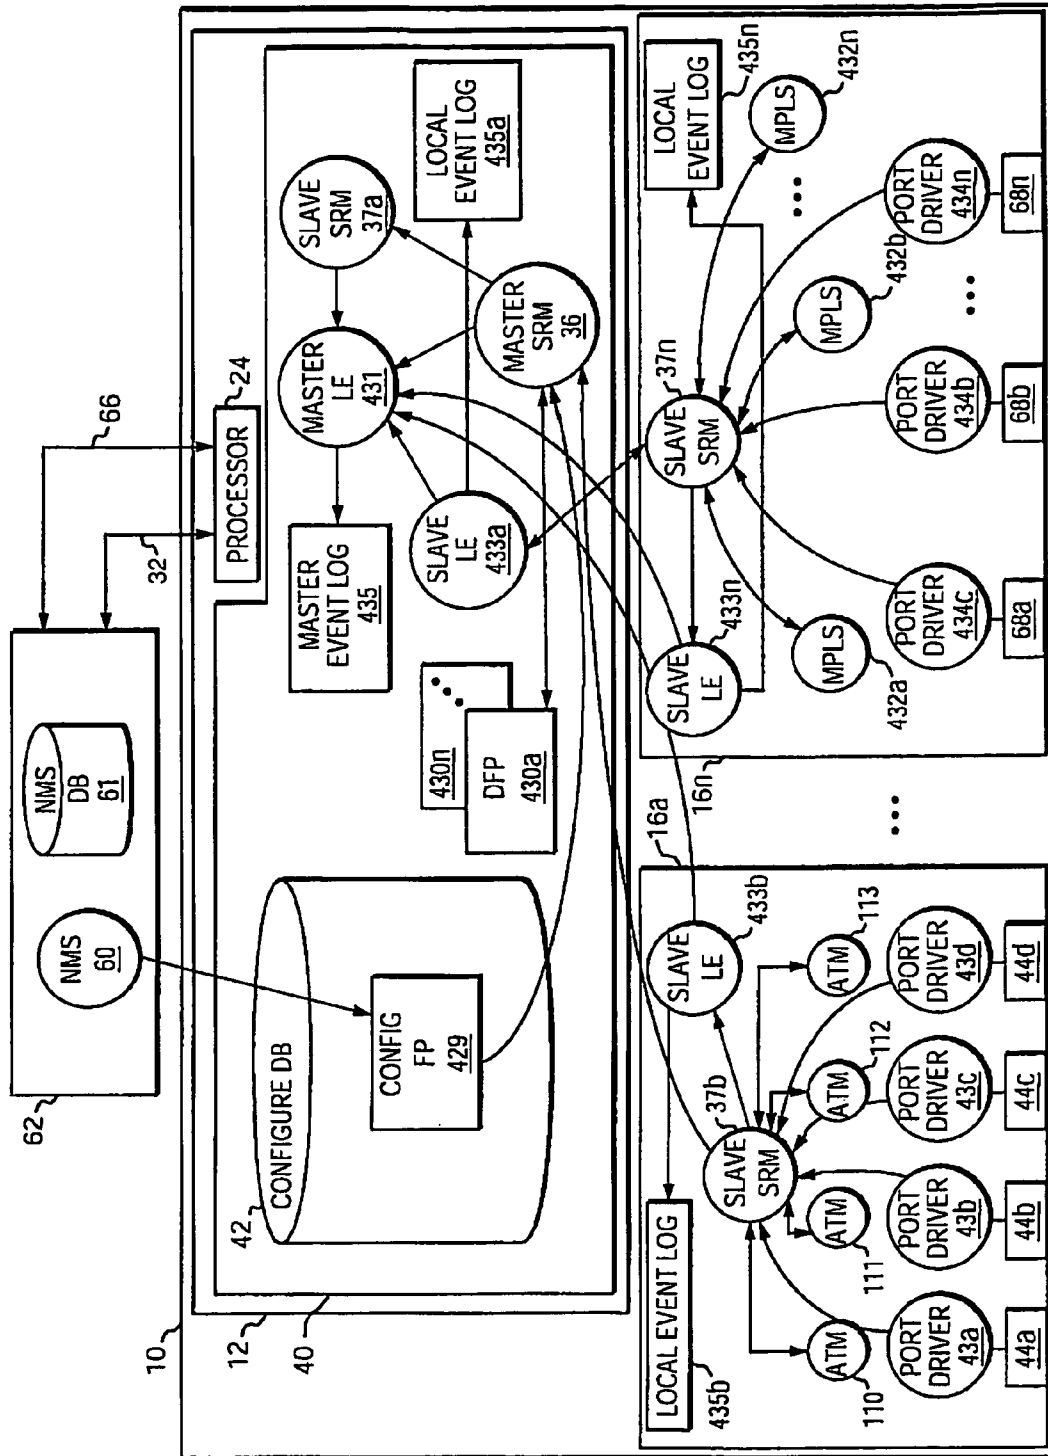 62
NMS
60
NMS
DB
61
66
32
10
12
40
PROCESSOR
24
42
CONFIGURE DB
CONFIG
FP
429
430n
DFP
430a
MASTER
EVENT LOG
435
MASTER
LE
431
SLAVE
SRM
37a
SLAVE
LE
433a
MASTER
SRM
36
LOCAL
EVENT LOG
435a
16a
LOCAL EVENT LOG
435b
SLAVE
SRM
37b
SLAVE
LE
433b
ATM
110
ATM
111
ATM
112
ATM
113
PORT
DRIVER
43a
PORT
DRIVER
43b
PORT
DRIVER
43c
PORT
DRIVER
43d
44a
44b
44c
44d
16n
SLAVE
LE
433n
SLAVE
SRM
37n
LOCAL
EVENT LOG
435n
MPLS
432a
MPLS
432b
MPLS
432n
PORT
DRIVER
434c
PORT
DRIVER
434b
PORT
DRIVER
434n
68a
68b
68n